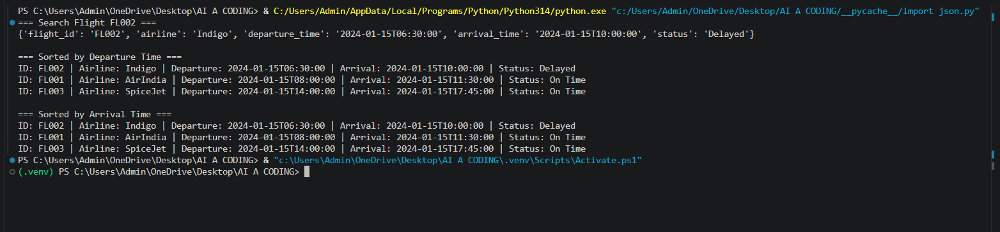 PS C:\Users\Admin\OneDrive\Desktop\AI A CODING> & C:/Users/Admin/AppData/Local/Programs/Python/Python314/python.exe "c:/Users/Admin/OneDrive/Desktop/AI A CODING/__pycache__/import json.py"
=== Search Flight FL002 ===
{'flight_id': 'FL002', 'airline': 'Indigo', 'departure_time': '2024-01-15T06:30:00', 'arrival_time': '2024-01-15T10:00:00', 'status': 'Delayed'}
=== Sorted by Departure Time ===
ID: FL002 | Airline: Indigo | Departure: 2024-01-15T06:30:00 | Arrival: 2024-01-15T10:00:00 | Status: Delayed
ID: FL001 | Airline: AirIndia | Departure: 2024-01-15T08:00:00 | Arrival: 2024-01-15T11:30:00 | Status: On Time
ID: FL003 | Airline: SpiceJet | Departure: 2024-01-15T14:00:00 | Arrival: 2024-01-15T17:45:00 | Status: On Time
=== Sorted by Arrival Time ===
ID: FL002 | Airline: Indigo | Departure: 2024-01-15T06:30:00 | Arrival: 2024-01-15T10:00:00 | Status: Delayed
ID: FL001 | Airline: AirIndia | Departure: 2024-01-15T08:00:00 | Arrival: 2024-01-15T11:30:00 | Status: On Time
ID: FL003 | Airline: SpiceJet | Departure: 2024-01-15T14:00:00 | Arrival: 2024-01-15T17:45:00 | Status: On Time
PS C:\Users\Admin\OneDrive\Desktop\AI A CODING> & "c:\Users\Admin\OneDrive\Desktop\AI A CODING\.venv\Scripts\Activate.ps1"
(.venv) PS C:\Users\Admin\OneDrive\Desktop\AI A CODING>